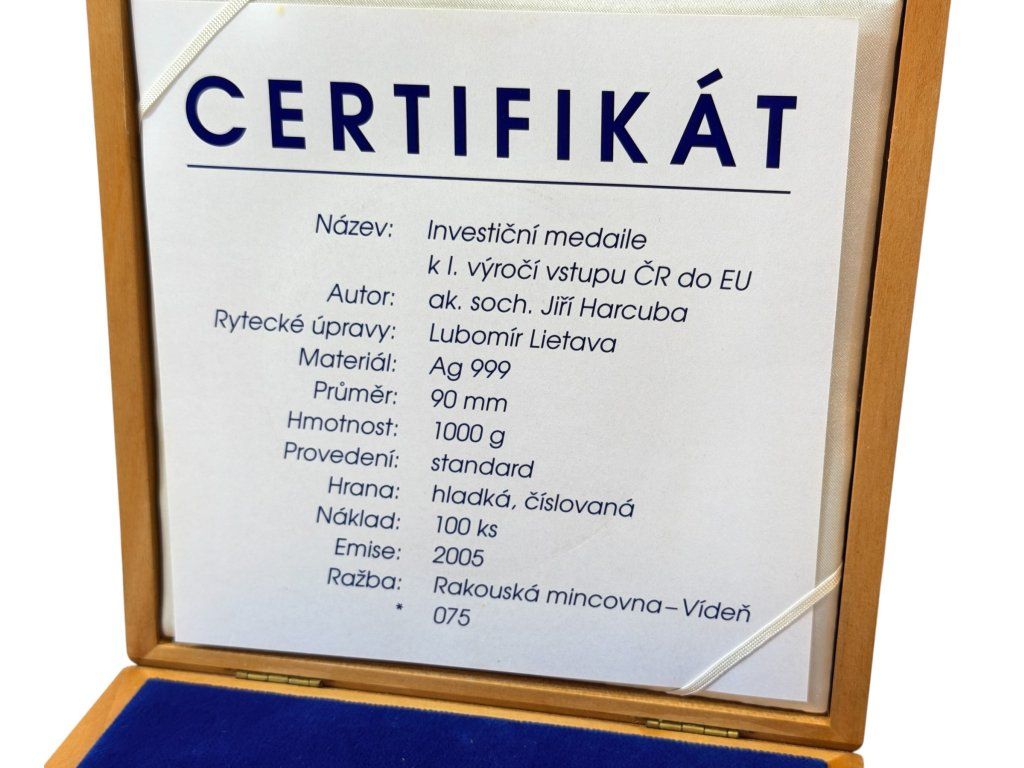 CERTIFIKÁT
Název: Investiční medaile
k I. výročí vstupu ČR do EU
Autor: ak. soch. Jiří Harcuba
Rytecké úpravy: Lubomír Lietava
Materiál: Ag 999
Průměr: 90 mm
Hmotnost: 1000 g
Provedení: standard
Hrana: hladká, číslovaná
Náklad: 100 ks
Emise: 2005
Ražba: Rakouská mincovna – Vídeň
* 075